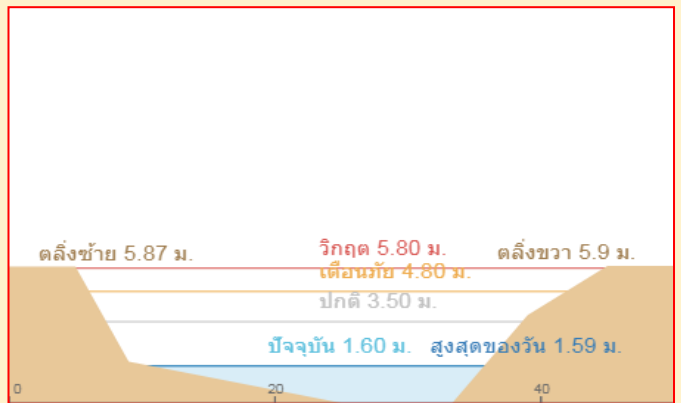 วิกฤต 5.80 ม.
ตลิ่งซ้าย 5.87 ม.
ตลิ่งขวา 5.9 ม.
เตือนภัย 4.80 ม.
ปกติ 3.50 ม.
ปัจจุบัน 1.60 ม. สูงสุดของวัน 1.59 ม.
0 20 40